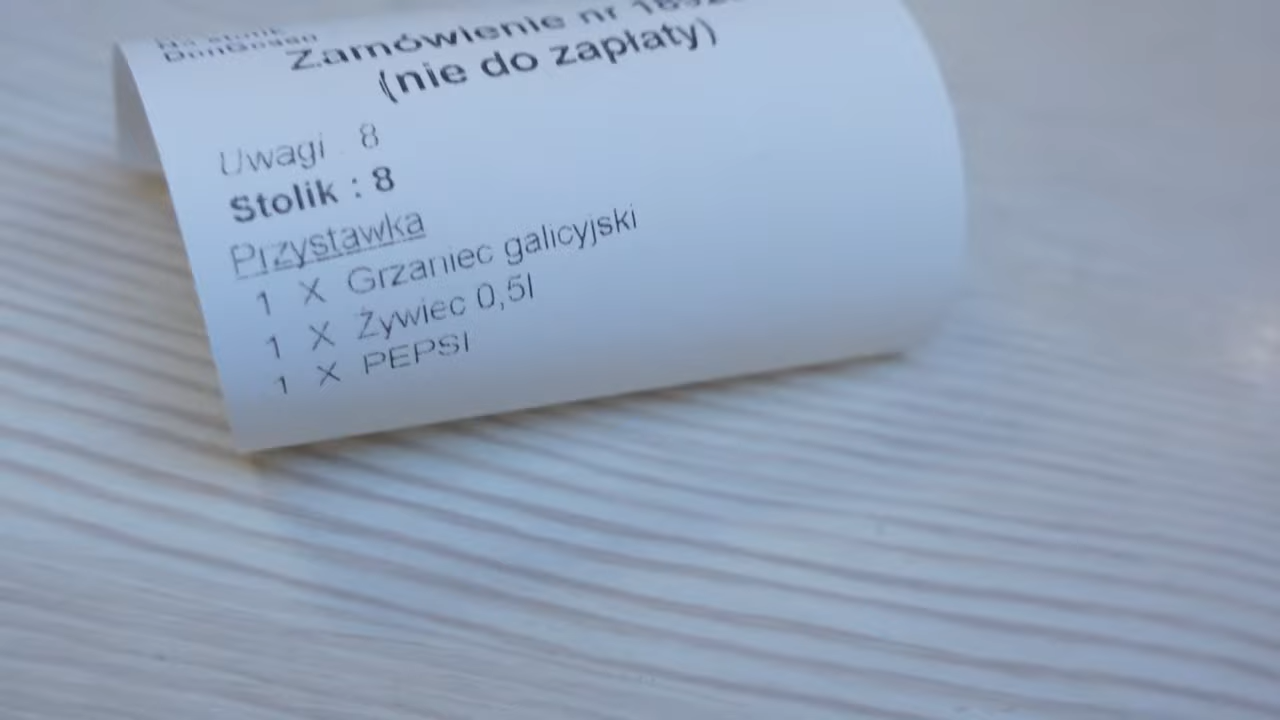 Zamówienie nr
(nie do zapłaty)
Uwagi : 8
Stolik : 8
Przystawka
1 X Grzaniec galicyjski
1 X Żywiec 0,5l
1 X PEPSI